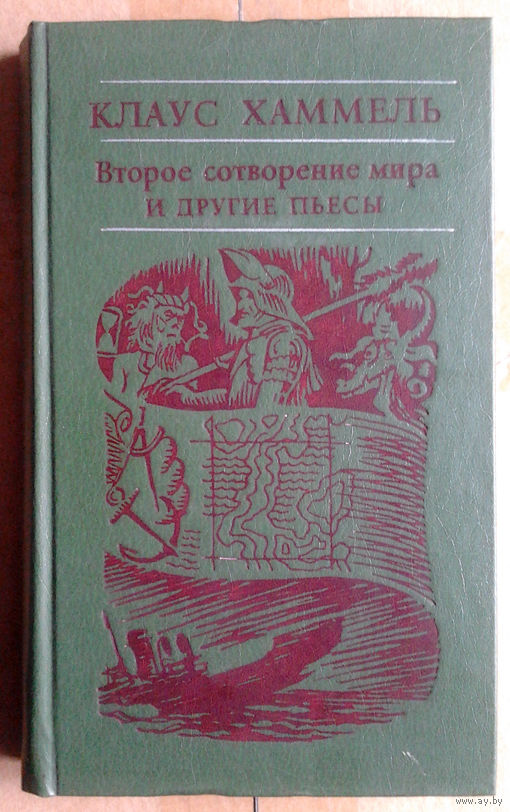 КЛАУС ХАММЕЛЬ
Второе сотворение мира
И ДРУГИЕ ПЬЕСЫ
www.ay.by